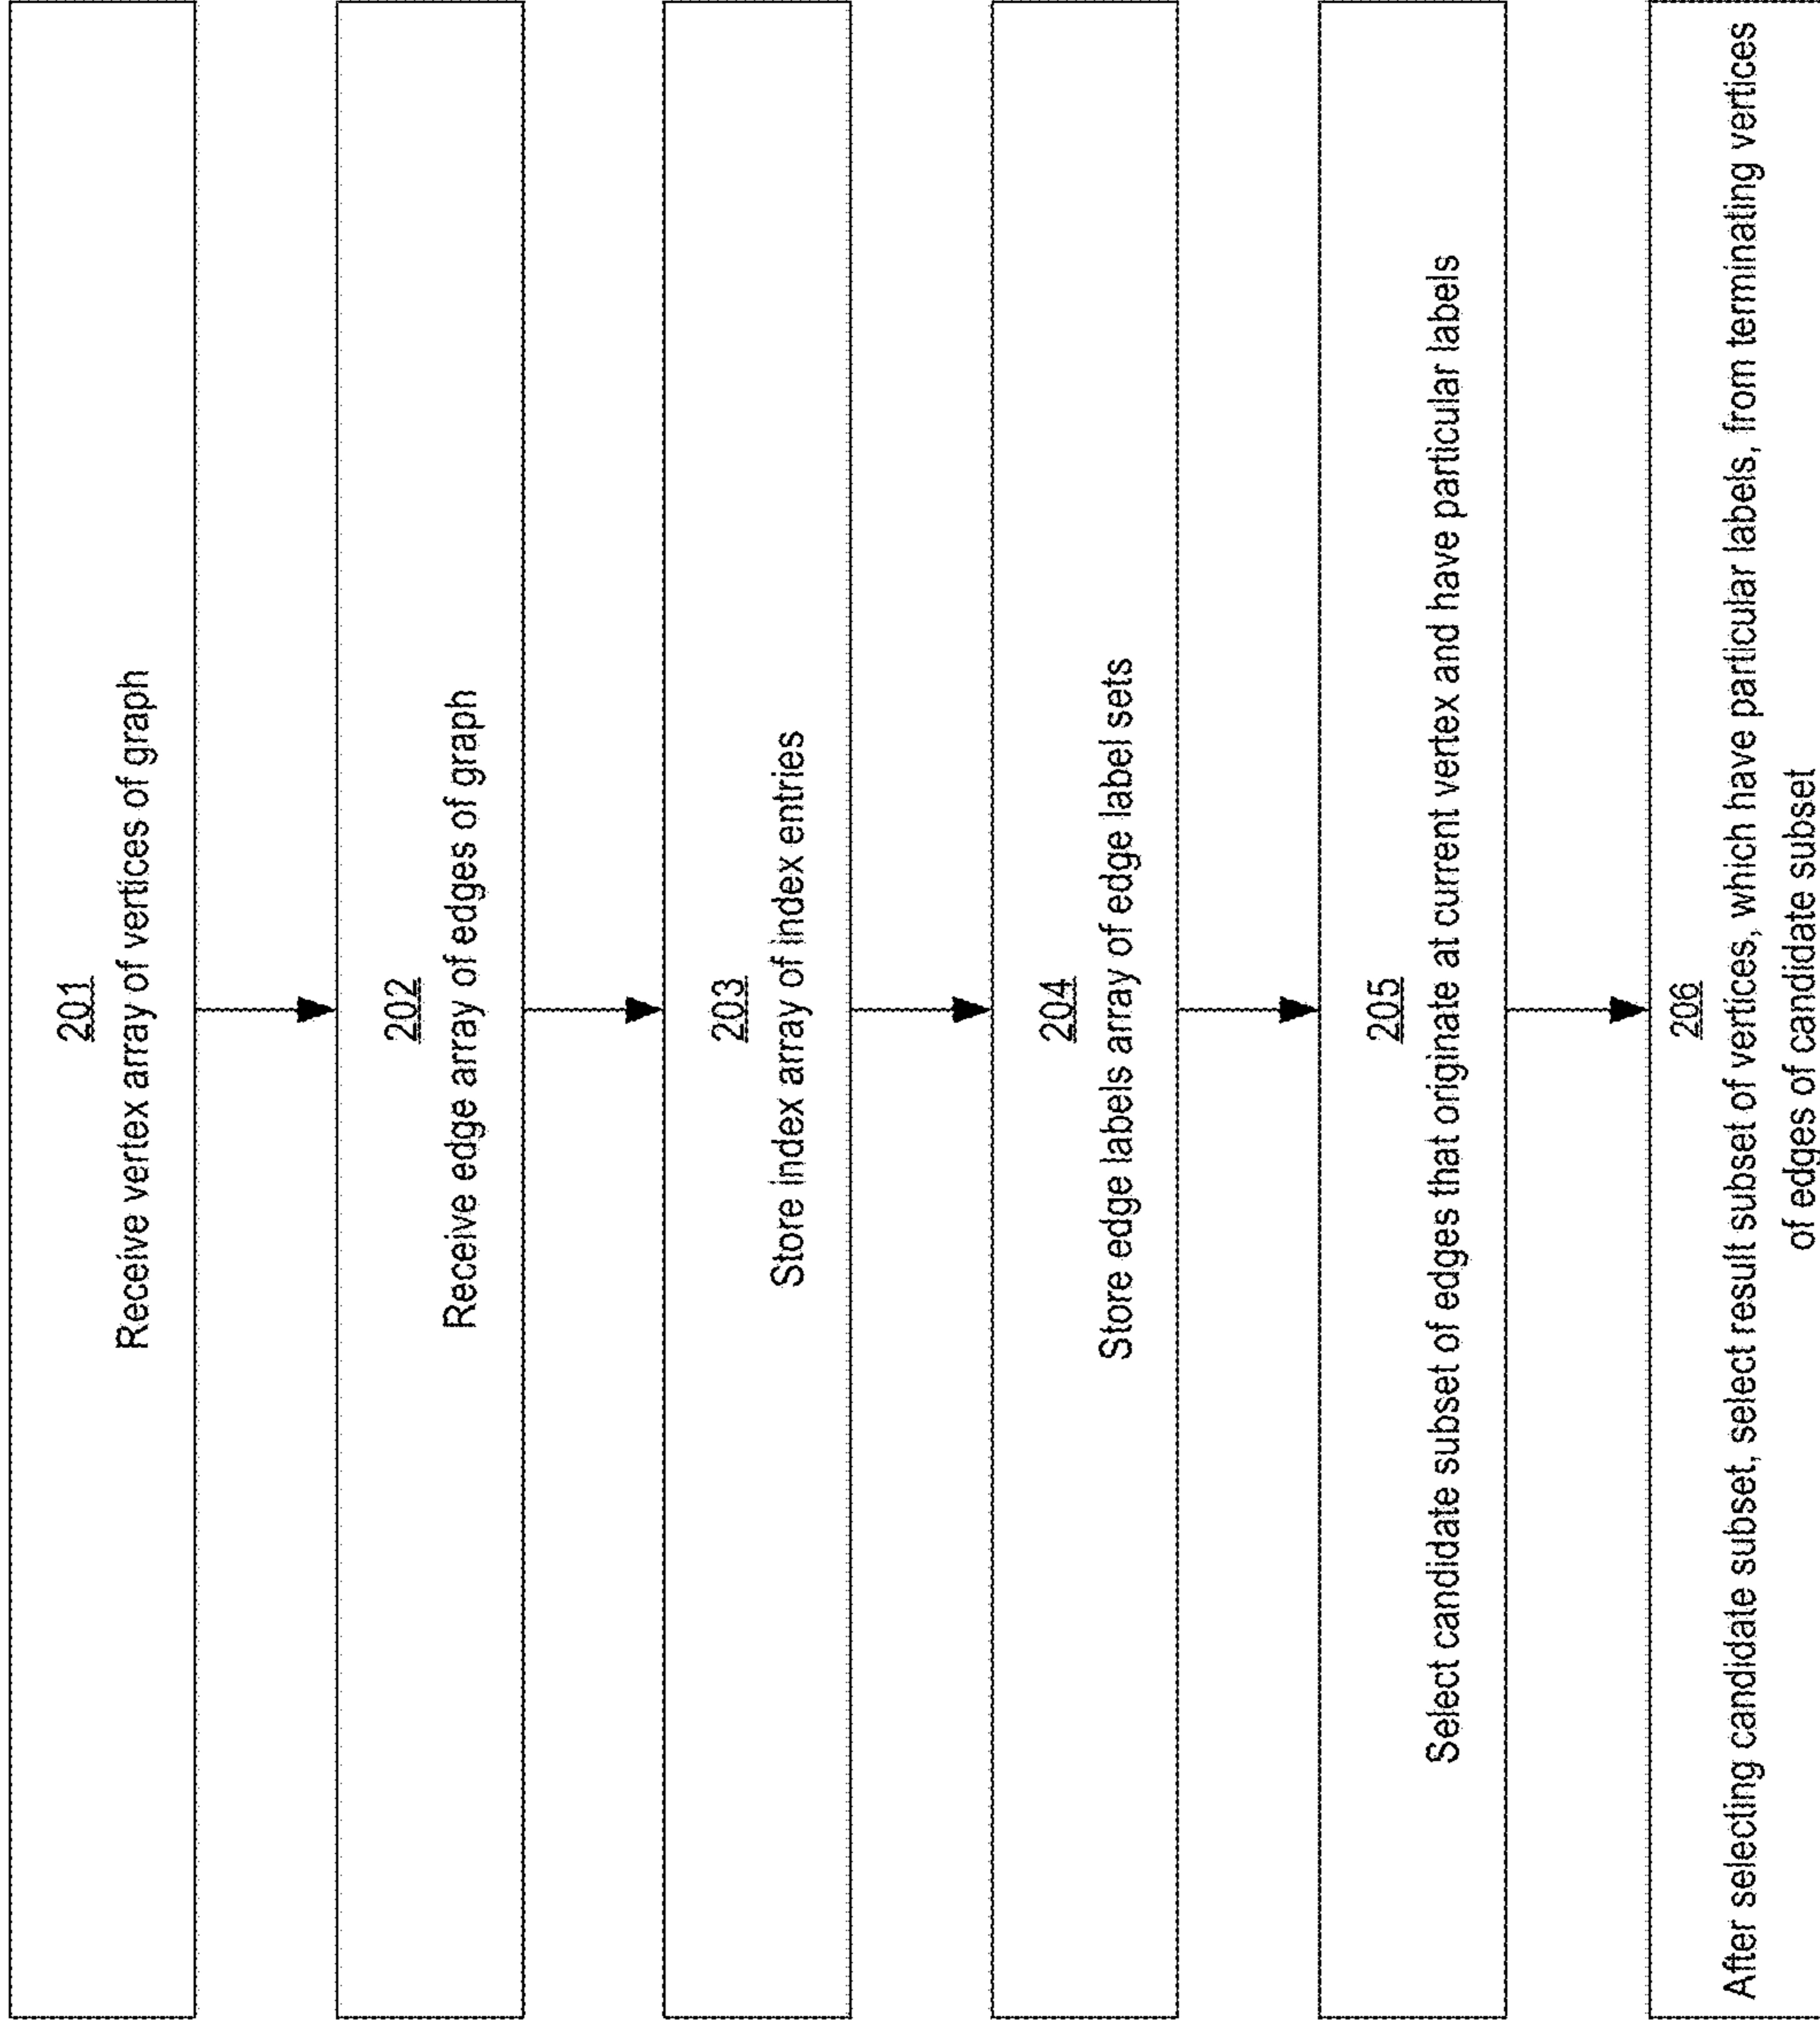 201
Receive vertex array of vertices of graph
202
Receive edge array of edges of graph
203
Store index array of index entries
204
Store edge labels array of edge label sets
205
Select candidate subset of edges that originate at current vertex and have particular labels
206
After selecting candidate subset, select result subset of vertices, which have particular labels, from terminating vertices
of edges of candidate subset